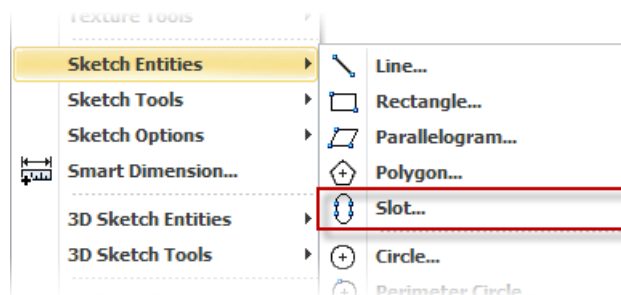 Texture Tools
Sketch Entities
Sketch Tools
Sketch Options
Smart Dimension...
3D Sketch Entities
3D Sketch Tools
Line...
Rectangle...
Parallelogram...
Polygon...
Slot...
Circle...
Perimeter Circle